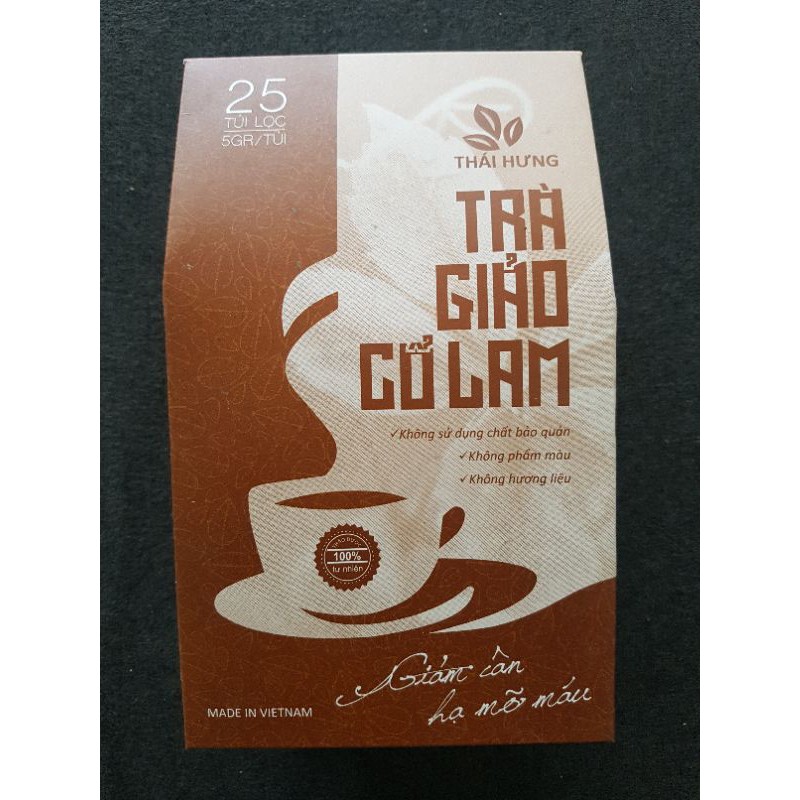 25
TÚI LỌC
5GR/TÚI
THÁI HƯNG
TRÀ
GIẢO
CỔ LAM
✓Không sử dụng chất bảo quản
✓Không phẩm màu
✓Không hương liệu
100%
tự nhiên
Giảm cân
hạ mỡ máu
MADE IN VIETNAM